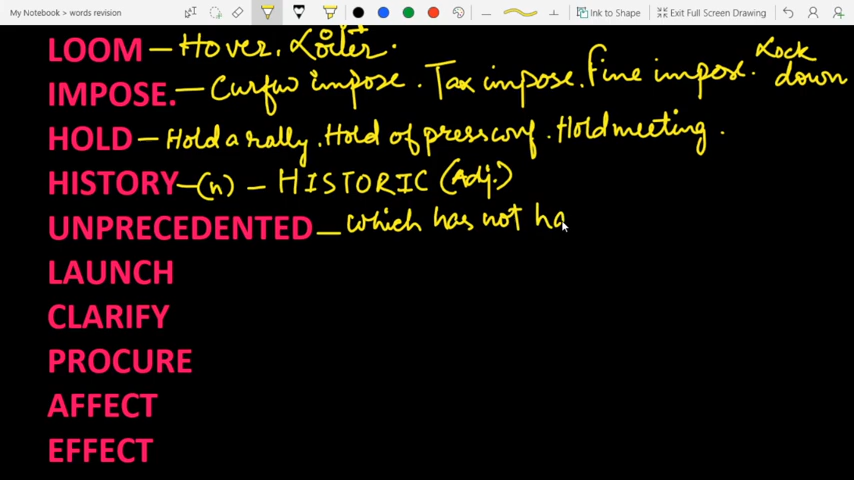 My Notebook > words revision
Ink to Shape
Exit Full Screen Drawing
LOOM – Hover. Loiter.
IMPOSE. – Curfw impose. Tax impose. Fine impose. Lock down
HOLD – Hold a rally. Hold of press conf. Hold meeting.
HISTORY – (n) – HISTORIC (Adj.)
UNPRECEDENTED – which has not ha
LAUNCH
CLARIFY
PROCURE
AFFECT
EFFECT